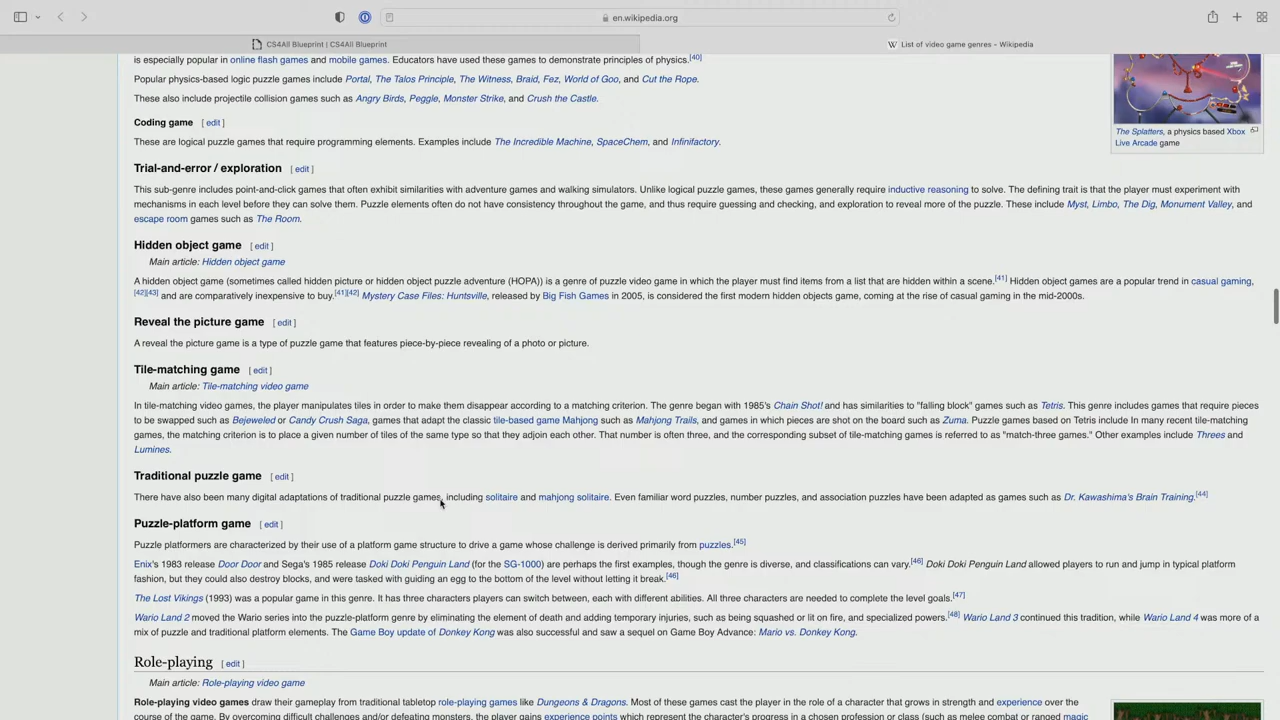 en.wikipedia.org
CS4All Blueprint | CS4All Blueprint
W List of video game genres - Wikipedia
is especially popular in online flash games and mobile games. Educators have used these games to demonstrate principles of physics.[40]
Popular physics-based logic puzzle games include Portal, The Talos Principle, The Witness, Braid, Fez, World of Goo, and Cut the Rope.
These also include projectile collision games such as Angry Birds, Peggle, Monster Strike, and Crush the Castle.
The Splatters, a physics based Xbox
Live Arcade game
Coding game [ edit ]
These are logical puzzle games that require programming elements. Examples include The Incredible Machine, SpaceChem, and Infinifactory.
Trial-and-error / exploration [ edit ]
This sub-genre includes point-and-click games that often exhibit similarities with adventure games and walking simulators. Unlike logical puzzle games, these games generally require inductive reasoning to solve. The defining trait is that the player must experiment with
mechanisms in each level before they can solve them. Puzzle elements often do not have consistency throughout the game, and thus require guessing and checking, and exploration to reveal more of the puzzle. These include Myst, Limbo, The Dig, Monument Valley, and
escape room games such as The Room.
Hidden object game [ edit ]
Main article: Hidden object game
A hidden object game (sometimes called hidden picture or hidden object puzzle adventure (HOPA)) is a genre of puzzle video game in which the player must find items from a list that are hidden within a scene.[41] Hidden object games are a popular trend in casual gaming,
[42][43] and are comparatively inexpensive to buy.[41][42] Mystery Case Files: Huntsville, released by Big Fish Games in 2005, is considered the first modern hidden objects game, coming at the rise of casual gaming in the mid-2000s.
Reveal the picture game [ edit ]
A reveal the picture game is a type of puzzle game that features piece-by-piece revealing of a photo or picture.
Tile-matching game [ edit ]
Main article: Tile-matching video game
In tile-matching video games, the player manipulates tiles in order to make them disappear according to a matching criterion. The genre began with 1985's Chain Shot! and has similarities to "falling block" games such as Tetris. This genre includes games that require pieces
to be swapped such as Bejeweled or Candy Crush Saga, games that adapt the classic tile-based game Mahjong such as Mahjong Trails, and games in which pieces are shot on the board such as Zuma. Puzzle games based on Tetris include In many recent tile-matching
games, the matching criterion is to place a given number of tiles of the same type so that they adjoin each other. That number is often three, and the corresponding subset of tile-matching games is referred to as "match-three games." Other examples include Threes and
Lumines.
Traditional puzzle game [ edit ]
There have also been many digital adaptations of traditional puzzle games, including solitaire and mahjong solitaire. Even familiar word puzzles, number puzzles, and association puzzles have been adapted as games such as Dr. Kawashima's Brain Training.[44]
Puzzle-platform game [ edit ]
Puzzle platformers are characterized by their use of a platform game structure to drive a game whose challenge is derived primarily from puzzles.[45]
Enix's 1983 release Door Door and Sega's 1985 release Doki Doki Penguin Land (for the SG-1000) are perhaps the first examples, though the genre is diverse, and classifications can vary.[46] Doki Doki Penguin Land allowed players to run and jump in typical platform
fashion, but they could also destroy blocks, and were tasked with guiding an egg to the bottom of the level without letting it break.[46]
The Lost Vikings (1993) was a popular game in this genre. It has three characters players can switch between, each with different abilities. All three characters are needed to complete the level goals.[47]
Wario Land 2 moved the Wario series into the puzzle-platform genre by eliminating the element of death and adding temporary injuries, such as being squashed or lit on fire, and specialized powers.[48] Wario Land 3 continued this tradition, while Wario Land 4 was more of a
mix of puzzle and traditional platform elements. The Game Boy update of Donkey Kong was also successful and saw a sequel on Game Boy Advance: Mario vs. Donkey Kong.
Role-playing [ edit ]
Main article: Role-playing video game
Role-playing video games draw their gameplay from traditional tabletop role-playing games like Dungeons & Dragons. Most of these games cast the player in the role of a character that grows in strength and experience over the
course of the game. By overcoming difficult challenges and/or defeating monsters, the player gains experience points which represent the character's progress in a chosen profession or class (such as melee combat or ranged magic